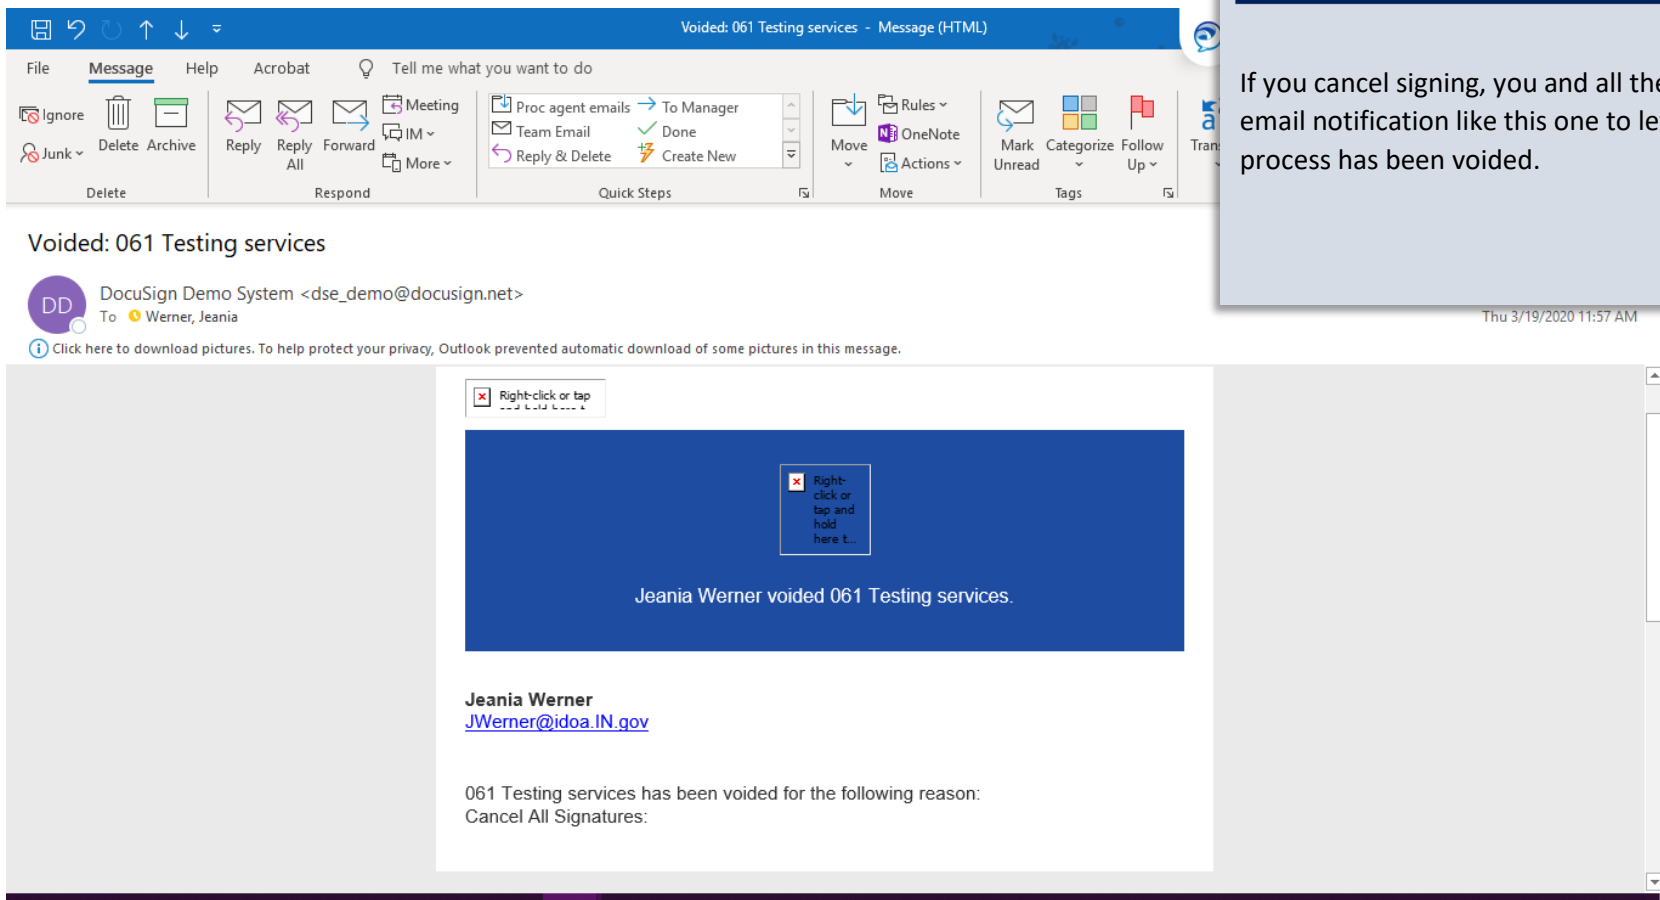 Voided: 061 Testing services - Message (HTML)
File Message Help Acrobat Tell me what you want to do
Ignore
Junk
Delete Archive
Reply Reply All Forward
Meeting
IM
More
Proc agent emails To Manager
Team Email Done
Reply & Delete Create New
Move
Rules
OneNote
Actions
Mark Unread Categorize Follow Up
Delete Respond Quick Steps Move Tags
If you cancel signing, you and all
email notification like this one to
process has been voided.
Voided: 061 Testing services
DD
DocuSign Demo System <dse_demo@docusign.net>
To Werner, Jeania
Thu 3/19/2020 11:57 AM
Click here to download pictures. To help protect your privacy, Outlook prevented automatic download of some pictures in this message.
Right-click or tap
Right-
click or
tap and
hold
here t...
Jeania Werner voided 061 Testing services.
Jeania Werner
JWerner@idoa.IN.gov
061 Testing services has been voided for the following reason:
Cancel All Signatures: